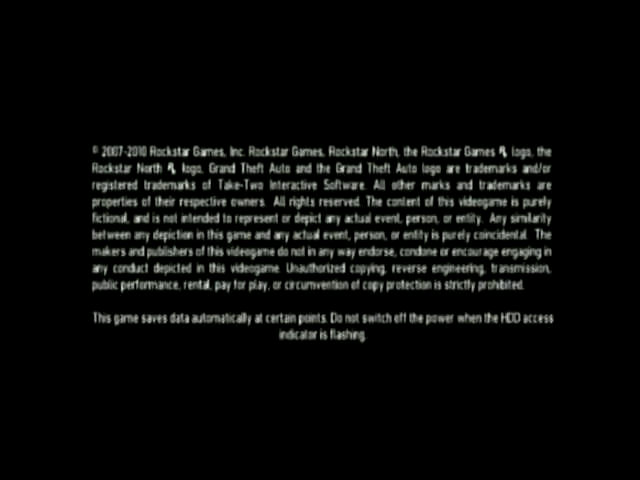 © 2007-2010 Rockstar Games, Inc. Rockstar Games, Rockstar North, the Rockstar Games R* logo, the
Rockstar North R* logo, Grand Theft Auto and the Grand Theft Auto logo are trademarks and/or
registered trademarks of Take-Two Interactive Software. All other marks and trademarks are
properties of their respective owners. All rights reserved. The content of this videogame is purely
fictional, and is not intended to represent or depict any actual event, person, or entity. Any similarity
between any depiction in this game and any actual event, person, or entity is purely coincidental. The
makers and publishers of this videogame do not in any way endorse, condone or encourage engaging in
any conduct depicted in this videogame. Unauthorized copying, reverse engineering, transmission,
public performance, rental, pay for play, or circumvention of copy protection is strictly prohibited.
This game saves data automatically at certain points. Do not switch off the power when the HDD access
indicator is flashing.